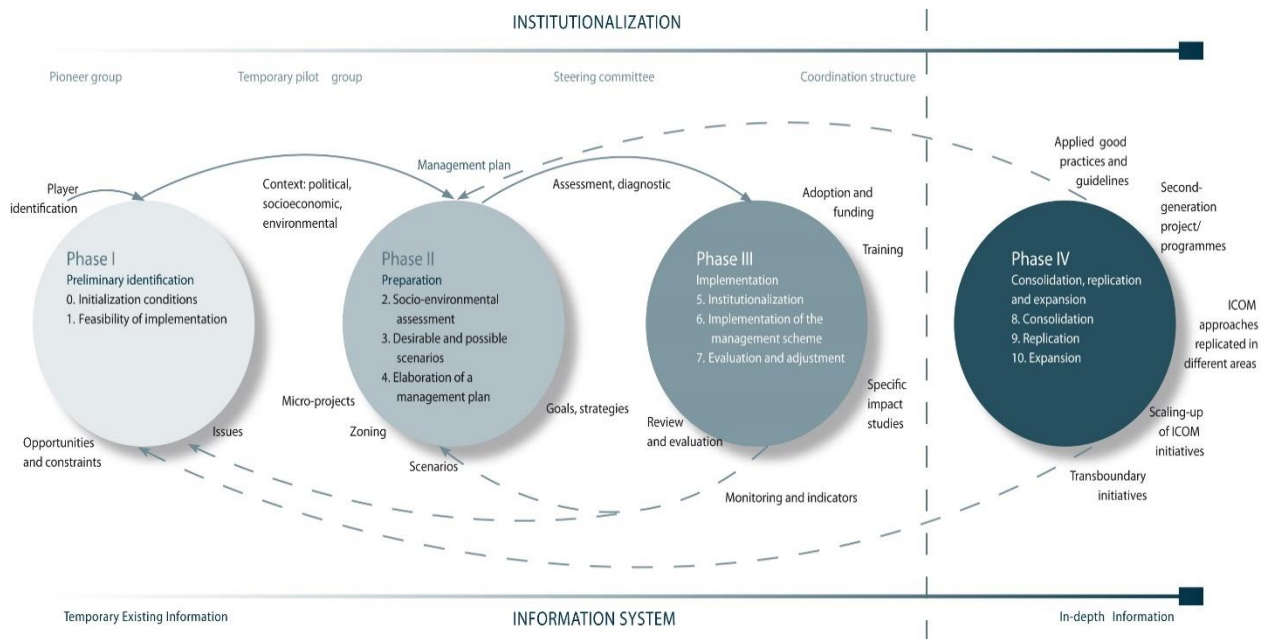 INSTITUTIONALIZATION
Pioneer group
Temporary pilot group
Steering committee
Coordination structure
Player
identification
Context: political,
socioeconomic,
environmental
Management plan
Assessment, diagnostic
Adoption and
funding
Training
Applied good
practices and
guidelines
Second-
generation
project/
programmes
Phase I
Preliminary identification
0. Initialization conditions
1. Feasibility of implementation
Phase II
Preparation
2. Socio-environmental
assessment
3. Desirable and possible
scenarios
4. Elaboration of a
management plan
Phase III
Implementation
5. Institutionalization
6. Implementation of the
management scheme
7. Evaluation and adjustment
Phase IV
Consolidation, replication
and expansion
8. Consolidation
9. Replication
10. Expansion
ICOM
approaches
replicated in
different areas
Opportunities
and constraints
Issues
Micro-projects
Zoning
Scenarios
Goals, strategies
Review
and evaluation
Specific
impact
studies
Monitoring and indicators
Scaling-up
of ICOM
initiatives
Transboundary
initiatives
Temporary Existing Information
INFORMATION SYSTEM
In-depth Information